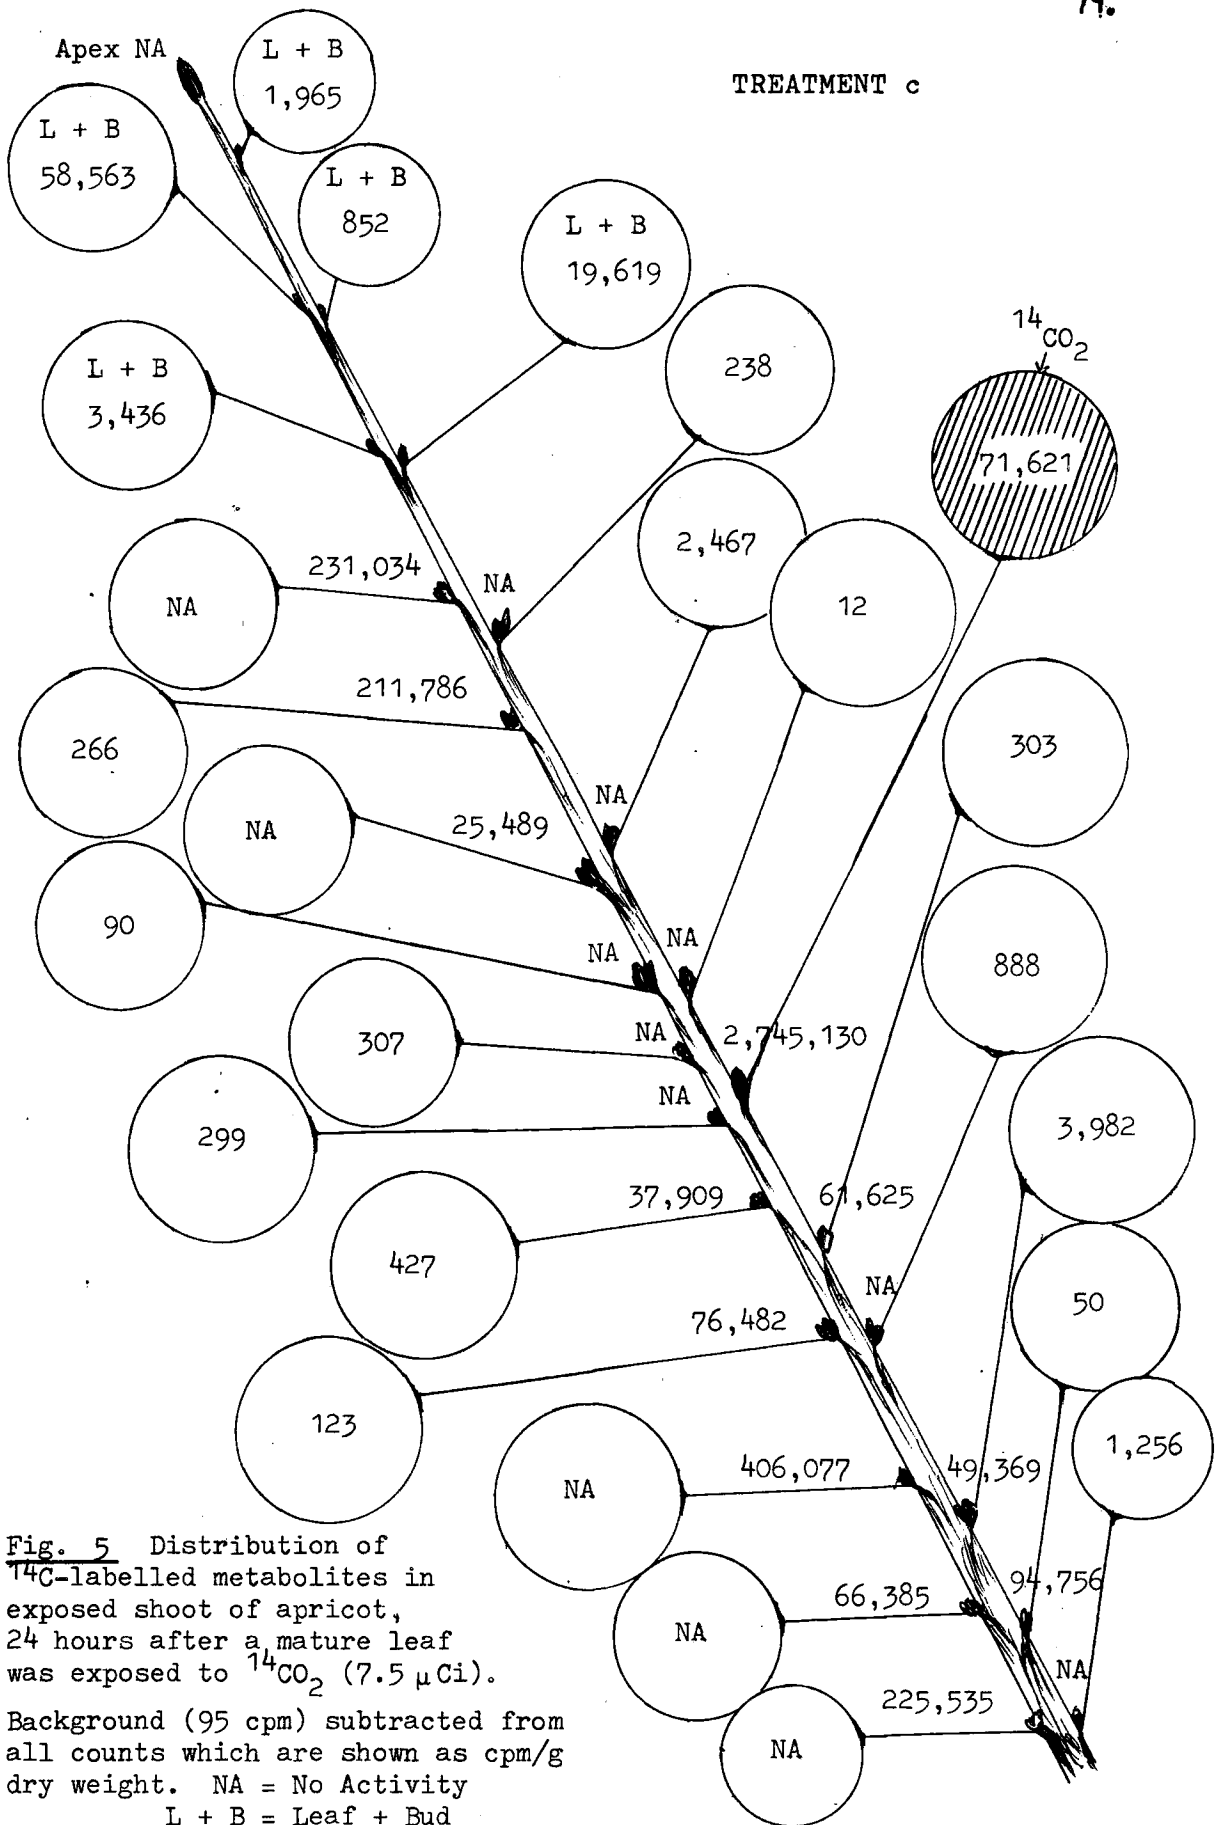 74.
Apex NA
L + B
1,965
TREATMENT c
L + B
58,563
L + B
852
L + B
19,619
¹⁴CO₂
L + B
3,436
238
71,621
2,467
231,034
NA
NA
12
211,786
266
303
NA
25,489
NA
90
NA
NA
888
307
NA
2,745,130
NA
299
3,982
37,909
61,625
427
NA
50
76,482
123
1,256
406,077
49,369
NA
94,756
66,385
NA
NA
225,535
NA
Fig. 5 Distribution of
¹⁴C-labelled metabolites in
exposed shoot of apricot,
24 hours after a mature leaf
was exposed to ¹⁴CO₂ (7.5 μCi).
Background (95 cpm) subtracted from
all counts which are shown as cpm/g
dry weight. NA = No Activity
L + B = Leaf + Bud